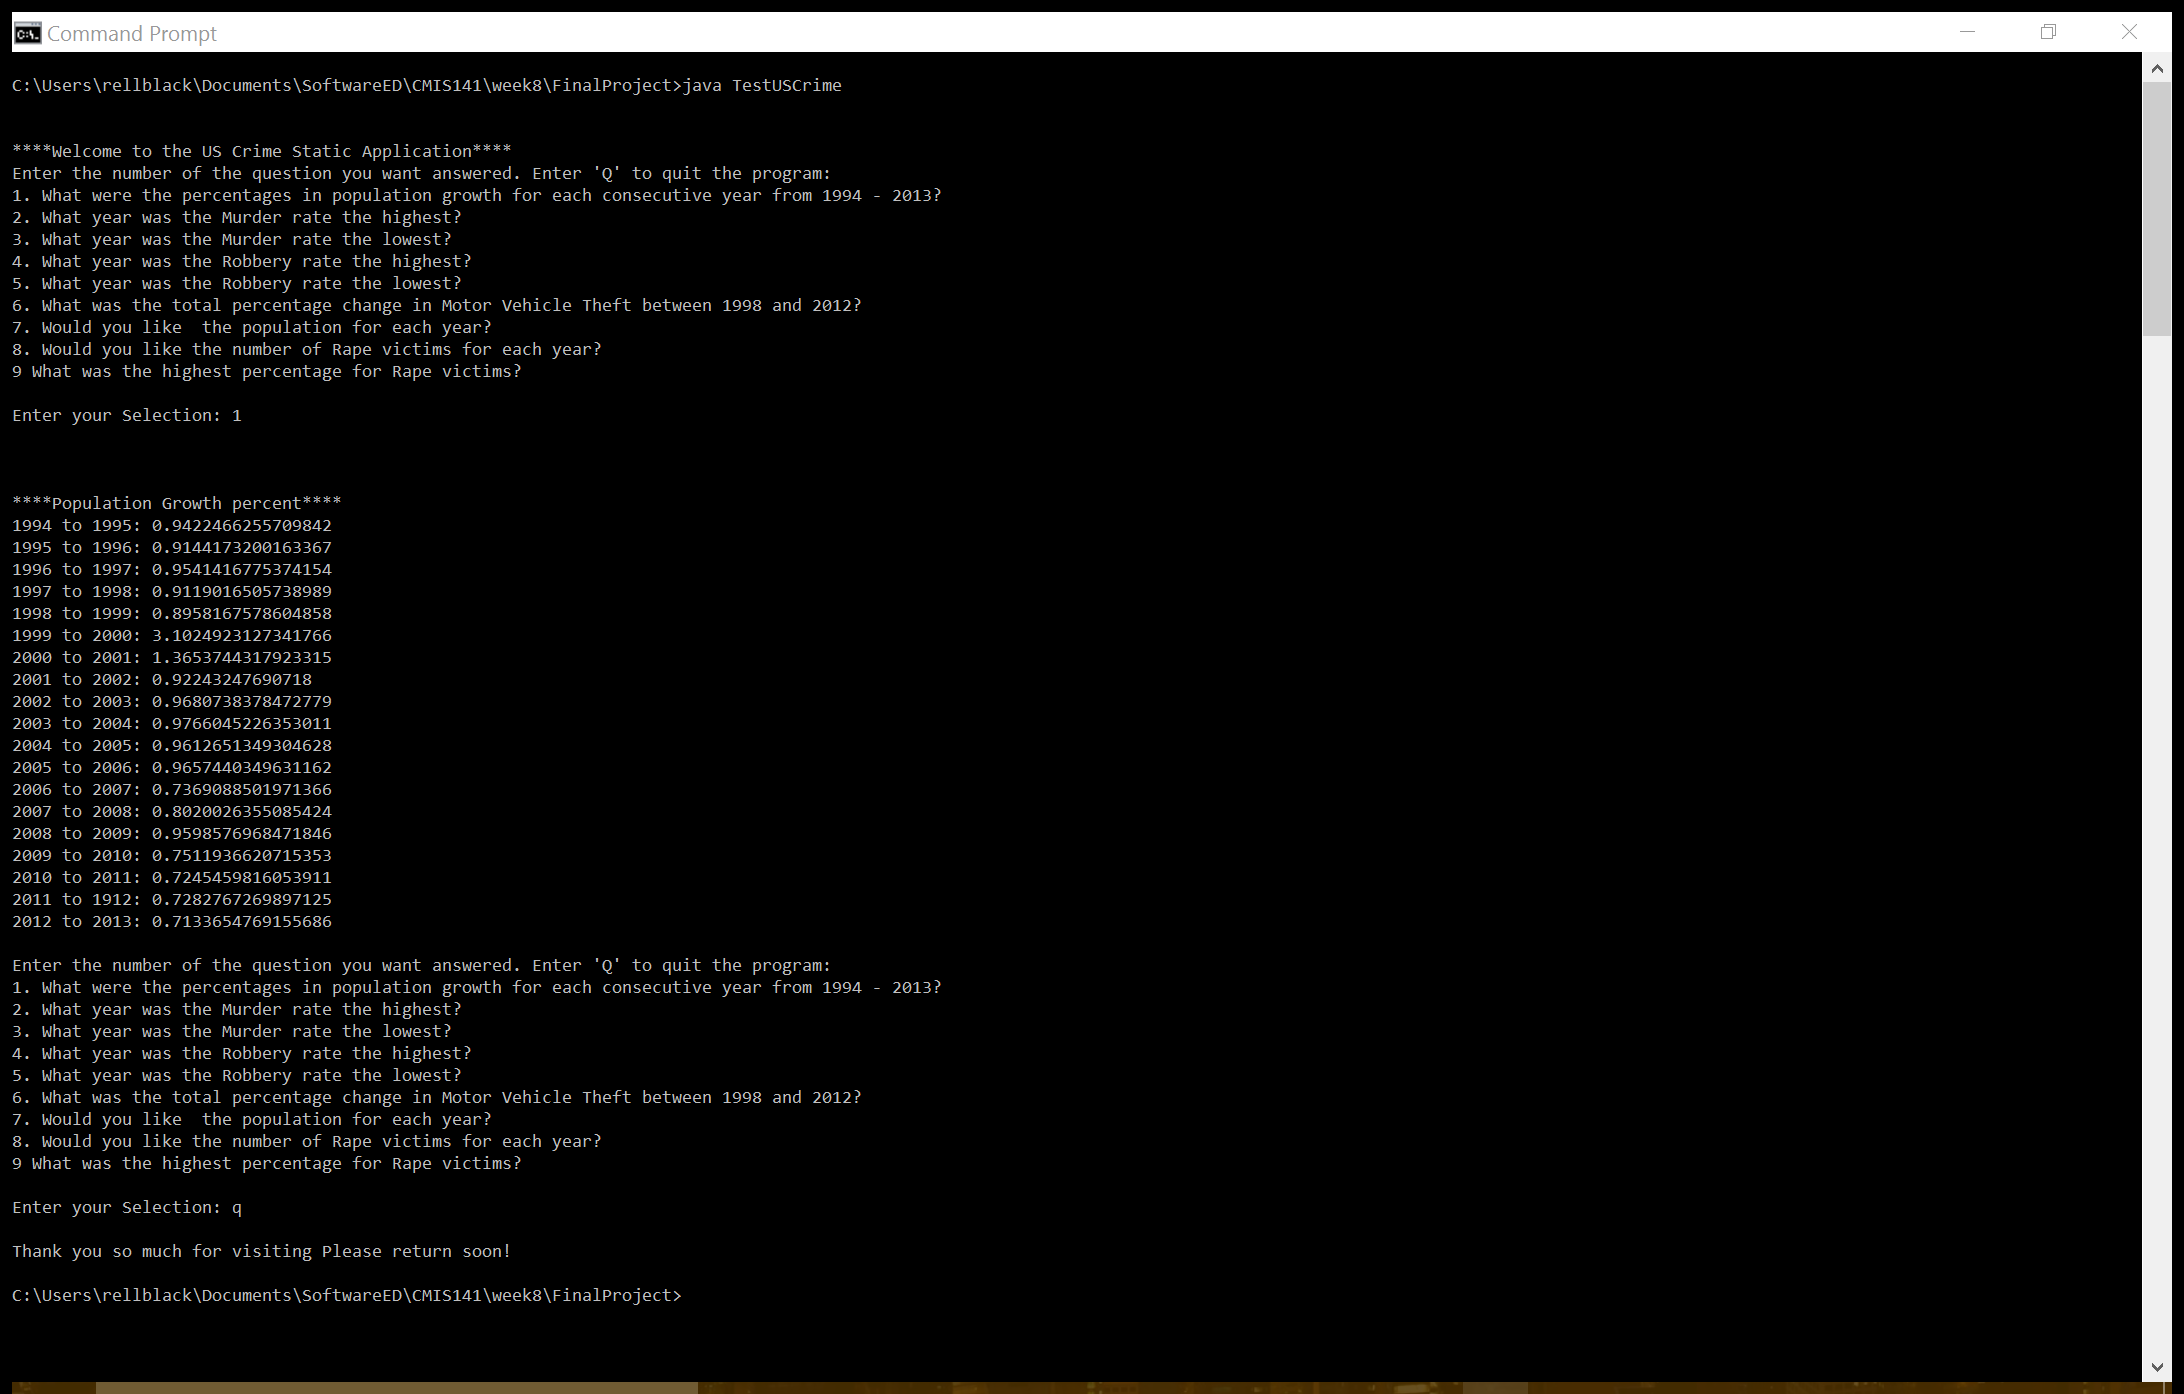 Command Prompt
C:\Users\rellblack\Documents\SoftwareED\CMIS141\week8\FinalProject>java TestUSCrime
****Welcome to the US Crime Static Application****
Enter the number of the question you want answered. Enter 'Q' to quit the program:
1. What were the percentages in population growth for each consecutive year from 1994 - 2013?
2. What year was the Murder rate the highest?
3. What year was the Murder rate the lowest?
4. What year was the Robbery rate the highest?
5. What year was the Robbery rate the lowest?
6. What was the total percentage change in Motor Vehicle Theft between 1998 and 2012?
7. Would you like  the population for each year?
8. Would you like the number of Rape victims for each year?
9 What was the highest percentage for Rape victims?
Enter your Selection: 1
****Population Growth percent****
1994 to 1995: 0.9422466255709842
1995 to 1996: 0.9144173200163367
1996 to 1997: 0.9541416775374154
1997 to 1998: 0.9119016505738989
1998 to 1999: 0.8958167578604858
1999 to 2000: 3.1024923127341766
2000 to 2001: 1.3653744317923315
2001 to 2002: 0.92243247690718
2002 to 2003: 0.9680738378472779
2003 to 2004: 0.9766045226353011
2004 to 2005: 0.9612651349304628
2005 to 2006: 0.9657440349631162
2006 to 2007: 0.7369088501971366
2007 to 2008: 0.8020026355085424
2008 to 2009: 0.9598576968471846
2009 to 2010: 0.7511936620715353
2010 to 2011: 0.7245459816053911
2011 to 1912: 0.7282767269897125
2012 to 2013: 0.7133654769155686
Enter the number of the question you want answered. Enter 'Q' to quit the program:
1. What were the percentages in population growth for each consecutive year from 1994 - 2013?
2. What year was the Murder rate the highest?
3. What year was the Murder rate the lowest?
4. What year was the Robbery rate the highest?
5. What year was the Robbery rate the lowest?
6. What was the total percentage change in Motor Vehicle Theft between 1998 and 2012?
7. Would you like  the population for each year?
8. Would you like the number of Rape victims for each year?
9 What was the highest percentage for Rape victims?
Enter your Selection: q
Thank you so much for visiting Please return soon!
C:\Users\rellblack\Documents\SoftwareED\CMIS141\week8\FinalProject>